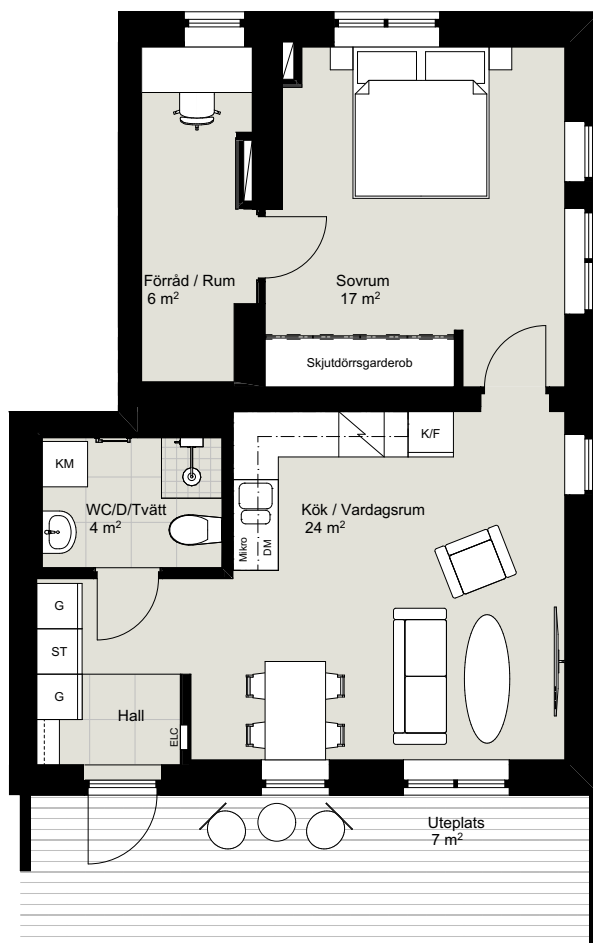 Förråd / Rum
6 m²
Sovrum
17 m²
Skjutdörrsgarderob
K/F
KM
WC/D/Tvätt
4 m²
Kök / Vardagsrum
24 m²
Mikro
DM
G
ST
G
Hall
ELC
Uteplats
7 m²